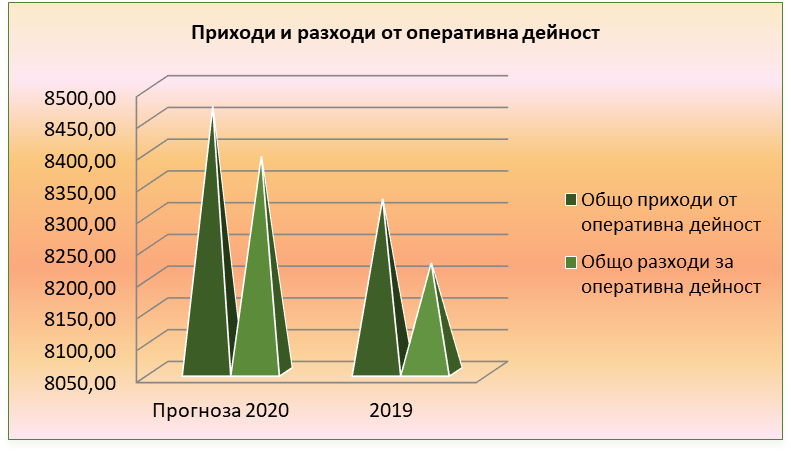 Приходи и разходи от оперативна дейност
8500,00
8450,00
8400,00
8350,00
8300,00
8250,00
8200,00
8150,00
8100,00
8050,00
Прогноза 2020
2019
Общо приходи от
оперативна дейност
Общо разходи за
оперативна дейност